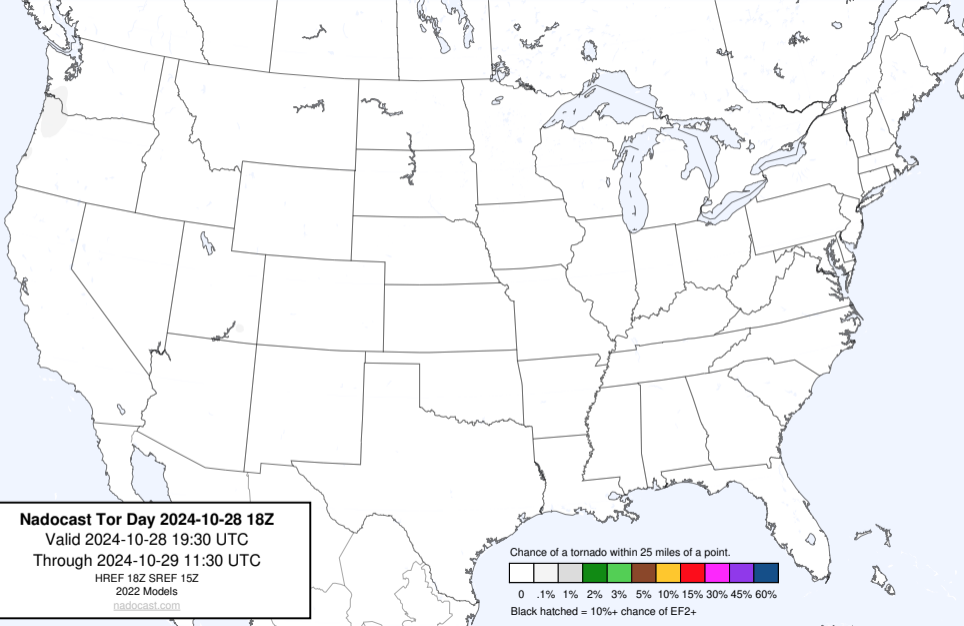 Nadocast Tor Day 2024-10-28 18Z
Valid 2024-10-28 19:30 UTC
Through 2024-10-29 11:30 UTC
HREF 18Z SREF 15Z
2022 Models
nadocast.com
Chance of a tornado within 25 miles of a point.
0 .1% 1% 2% 3% 5% 10% 15% 30% 45% 60%
Black hatched = 10%+ chance of EF2+